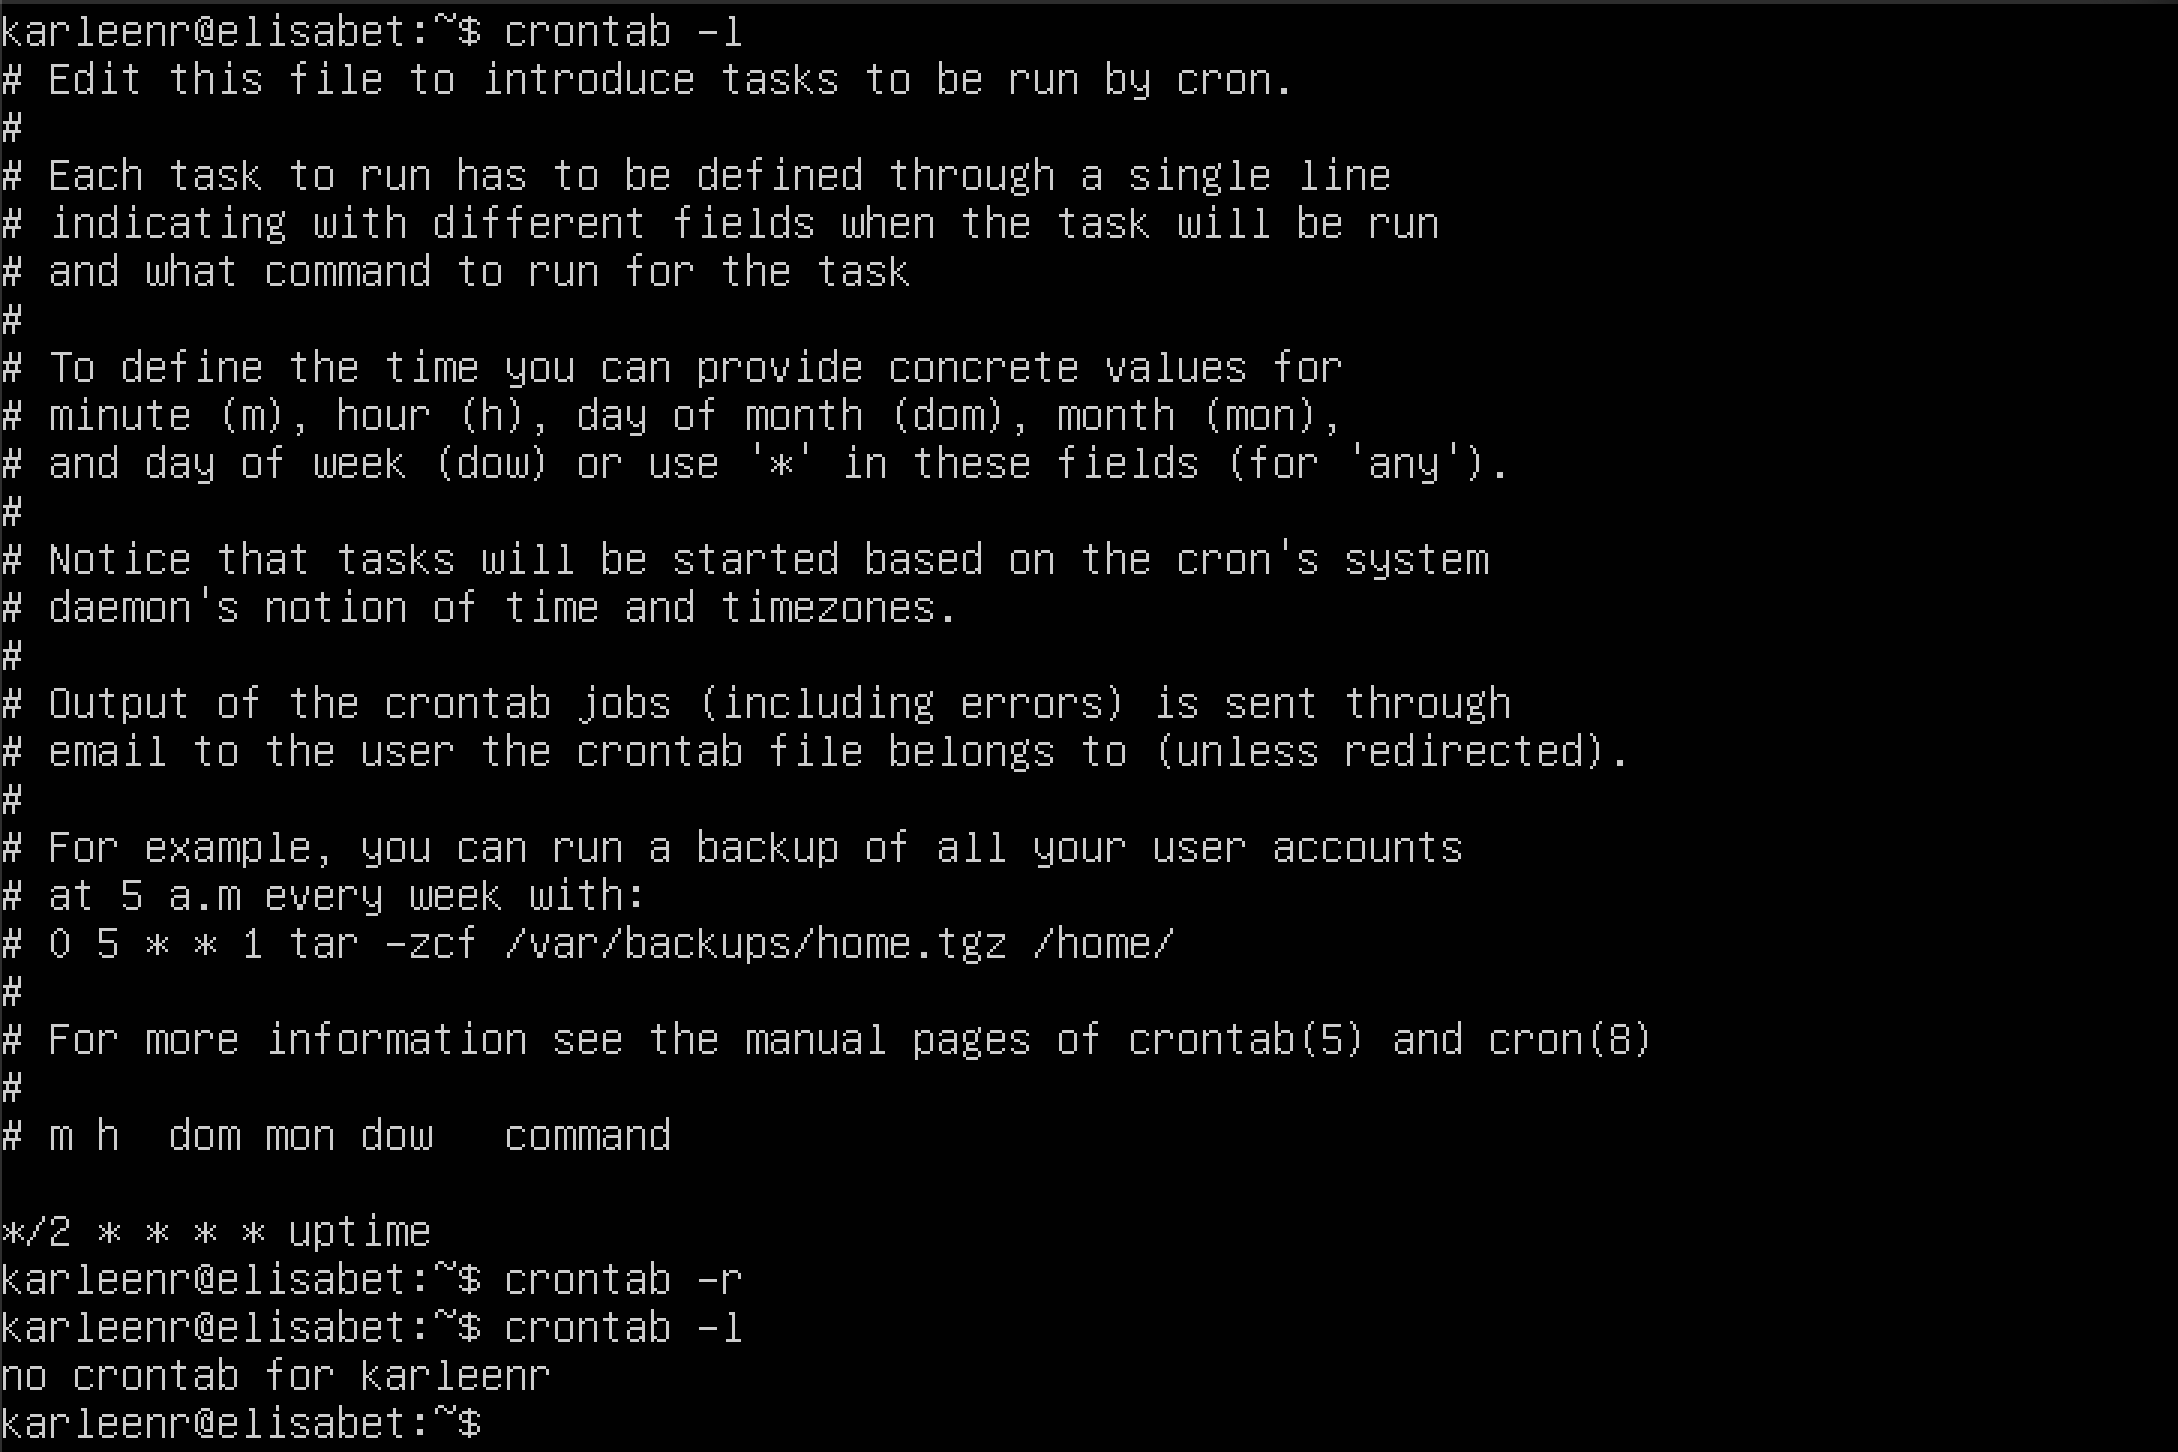 karleenr@elisabet:~$ crontab -l
# Edit this file to introduce tasks to be run by cron.
#
# Each task to run has to be defined through a single line
# indicating with different fields when the task will be run
# and what command to run for the task
#
# To define the time you can provide concrete values for
# minute (m), hour (h), day of month (dom), month (mon),
# and day of week (dow) or use '*' in these fields (for 'any').
#
# Notice that tasks will be started based on the cron's system
# daemon's notion of time and timezones.
#
# Output of the crontab jobs (including errors) is sent through
# email to the user the crontab file belongs to (unless redirected).
#
# For example, you can run a backup of all your user accounts
# at 5 a.m every week with:
# 0 5 * * 1 tar -zcf /var/backups/home.tgz /home/
#
# For more information see the manual pages of crontab(5) and cron(8)
#
# m h  dom mon dow   command

*/2 * * * * uptime
karleenr@elisabet:~$ crontab -r
karleenr@elisabet:~$ crontab -l
no crontab for karleenr
karleenr@elisabet:~$